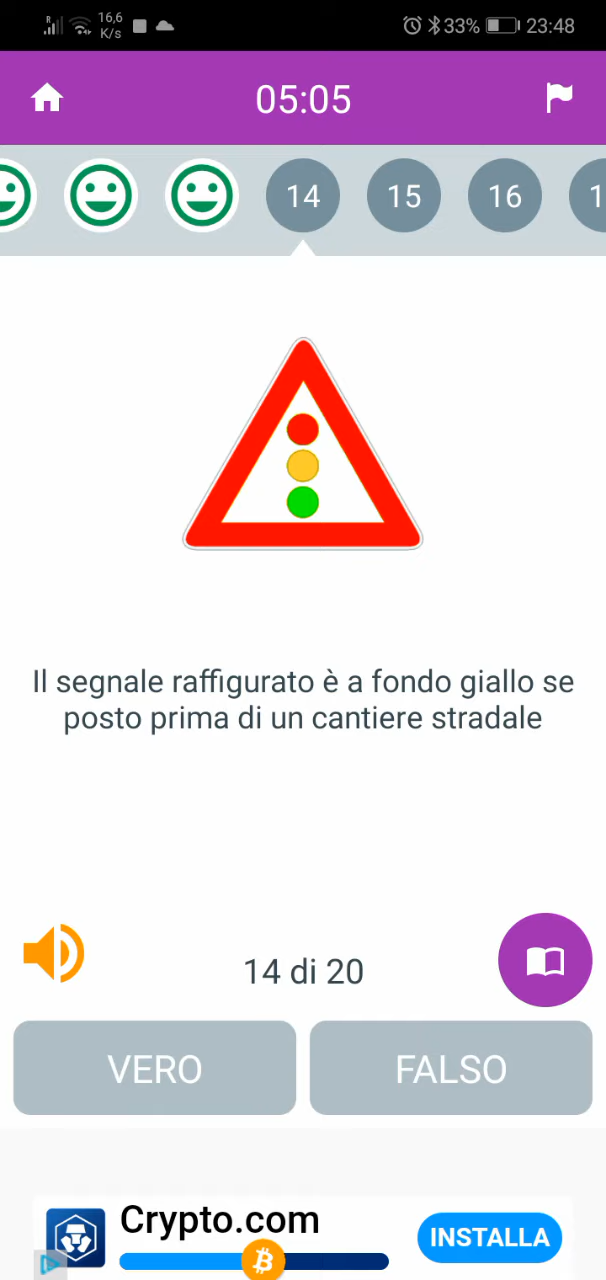 R
16,6
K/s
33%
23:48
05:05
14
15
16
1
Il segnale raffigurato è a fondo giallo se
posto prima di un cantiere stradale
14 di 20
VERO
FALSO
Crypto.com
INSTALLA